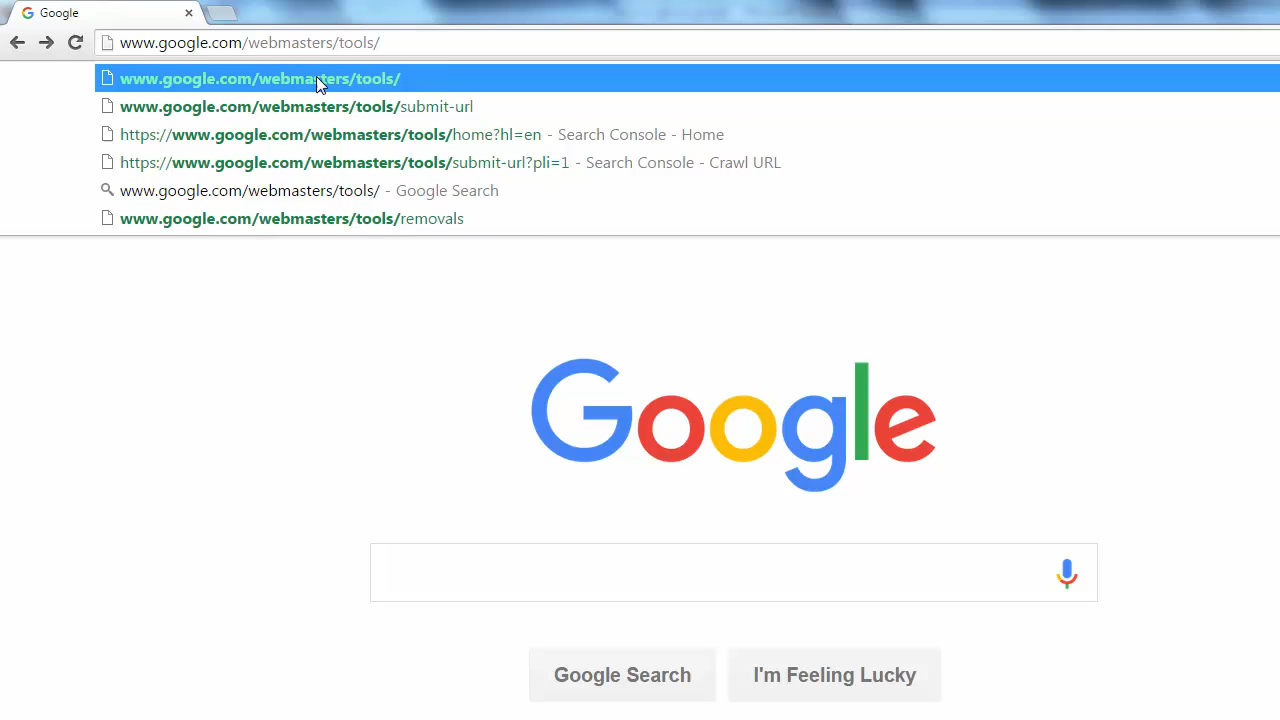 Google
www.google.com/webmasters/tools/
www.google.com/webmasters/tools/
www.google.com/webmasters/tools/submit-url
https://www.google.com/webmasters/tools/home?hl=en - Search Console - Home
https://www.google.com/webmasters/tools/submit-url?pli=1 - Search Console - Crawl URL
www.google.com/webmasters/tools/ - Google Search
www.google.com/webmasters/tools/removals
Google
Google Search
I'm Feeling Lucky